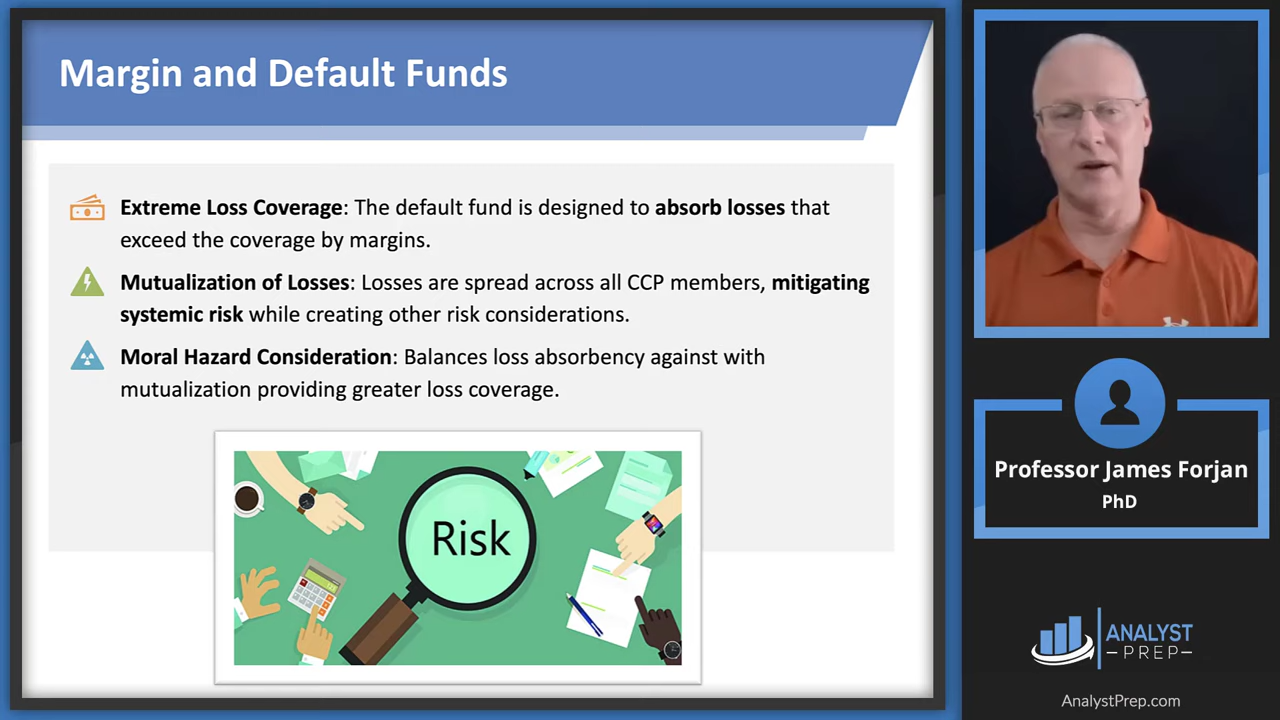 Margin and Default Funds
Extreme Loss Coverage: The default fund is designed to absorb losses that
exceed the coverage by margins.
Mutualization of Losses: Losses are spread across all CCP members, mitigating
systemic risk while creating other risk considerations.
Moral Hazard Consideration: Balances loss absorbency against with
mutualization providing greater loss coverage.
Risk
Professor James Forjan
PhD
ANALYST
PREP
AnalystPrep.com